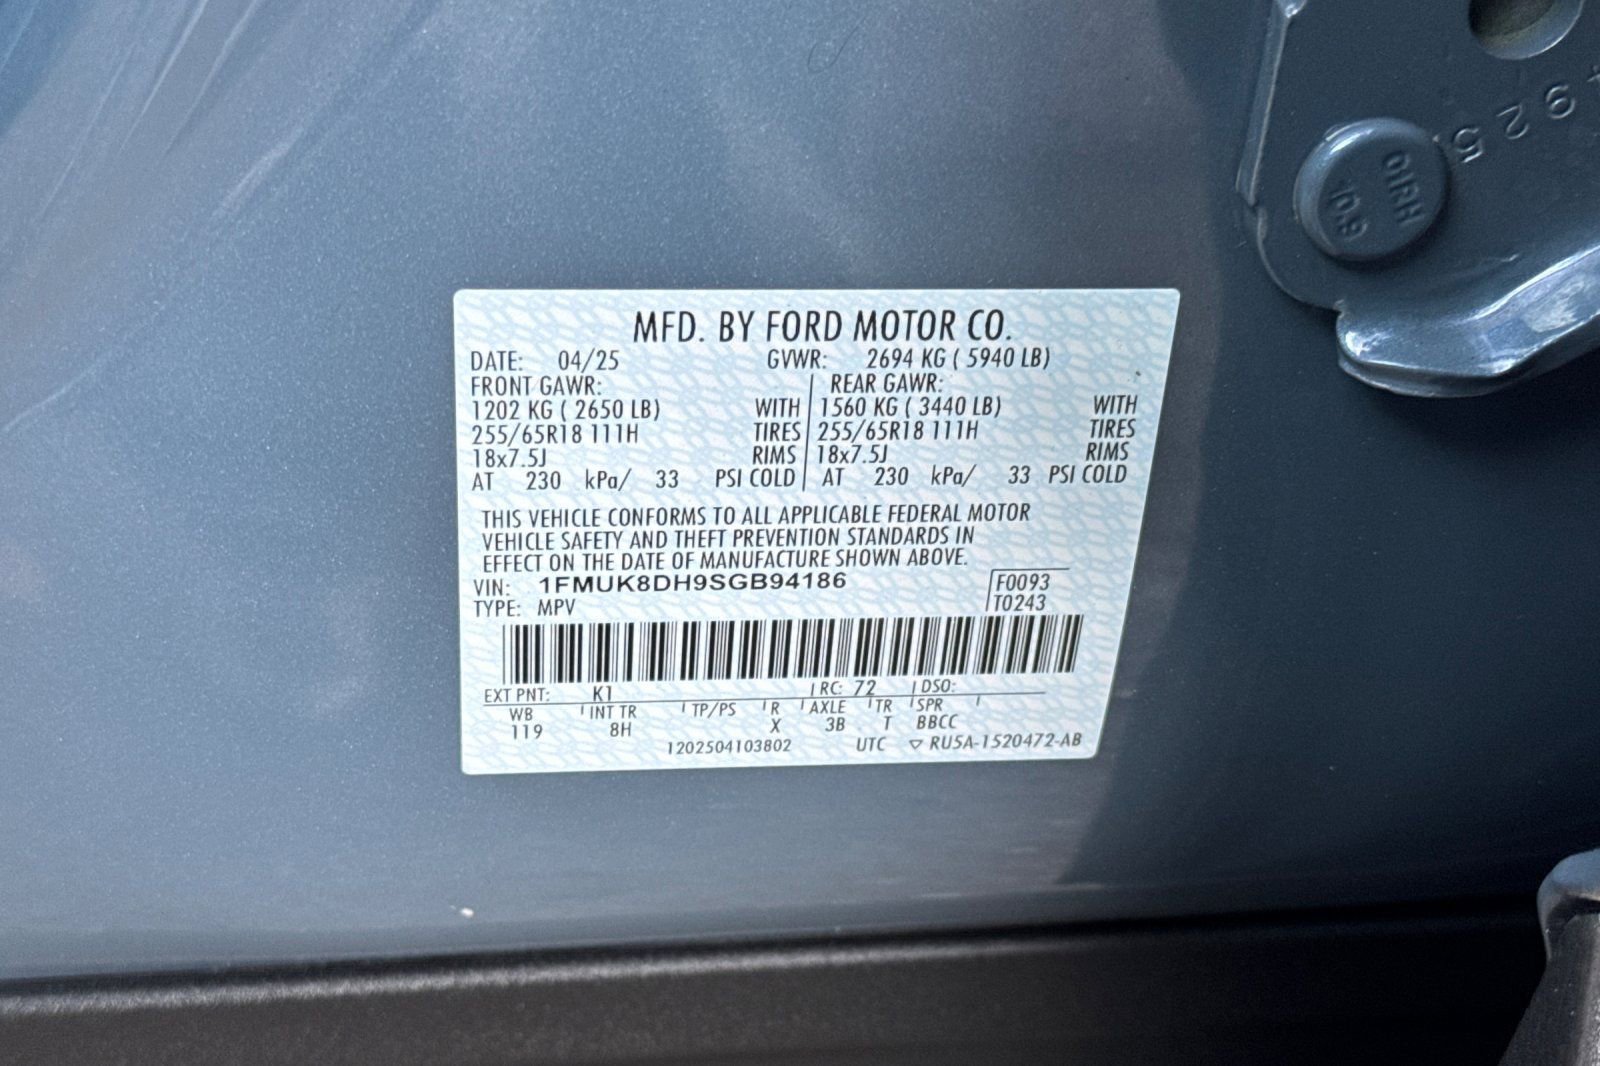 4925
01RH
10.9
MFD. BY FORD MOTOR CO.
DATE: 04/25 GVWR: 2694 KG ( 5940 LB)
FRONT GAWR: REAR GAWR:
1202 KG ( 2650 LB) WITH 1560 KG ( 3440 LB) WITH
255/65R18 111H TIRES 255/65R18 111H TIRES
18x7.5J RIMS 18x7.5J RIMS
AT 230 kPa/ 33 PSI COLD AT 230 kPa/ 33 PSI COLD
THIS VEHICLE CONFORMS TO ALL APPLICABLE FEDERAL MOTOR
VEHICLE SAFETY AND THEFT PREVENTION STANDARDS IN
EFFECT ON THE DATE OF MANUFACTURE SHOWN ABOVE.
VIN: 1FMUK8DH9SGB94186 F0093
TYPE: MPV T0243
EXT PNT: K1 RC: 72 DSO:
WB INT TR TP/PS R AXLE TR SPR
119 8H X 3B T BBCC
1202504103802 UTC ▽ RU5A-1520472-AB